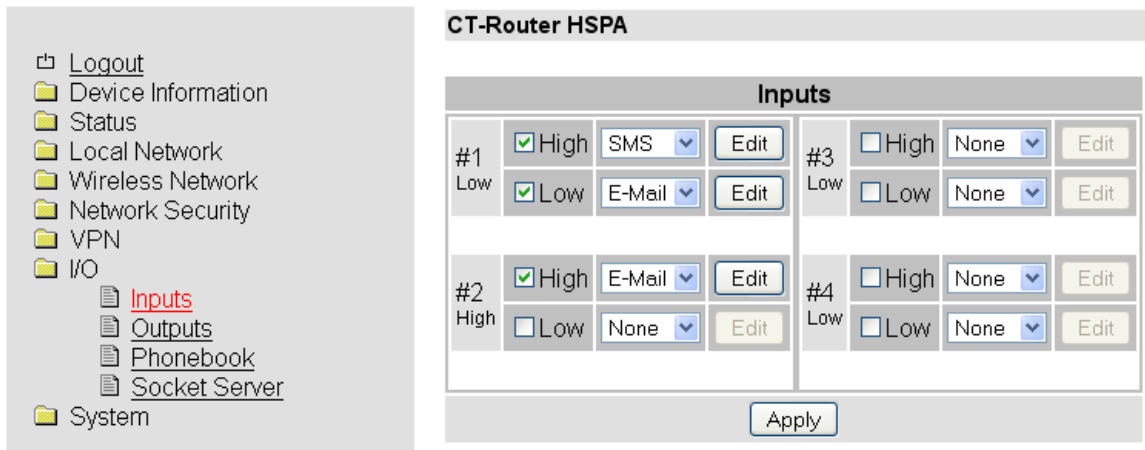 Logout
Device Information
Status
Local Network
Wireless Network
Network Security
VPN
I/O
Inputs
Outputs
Phonebook
Socket Server
System
CT-Router HSPA
Inputs
#1
Low
High SMS Edit
Low E-Mail Edit
#2
High
High E-Mail Edit
Low None Edit
#3
Low
High None Edit
Low None Edit
#4
Low
High None Edit
Low None Edit
Apply